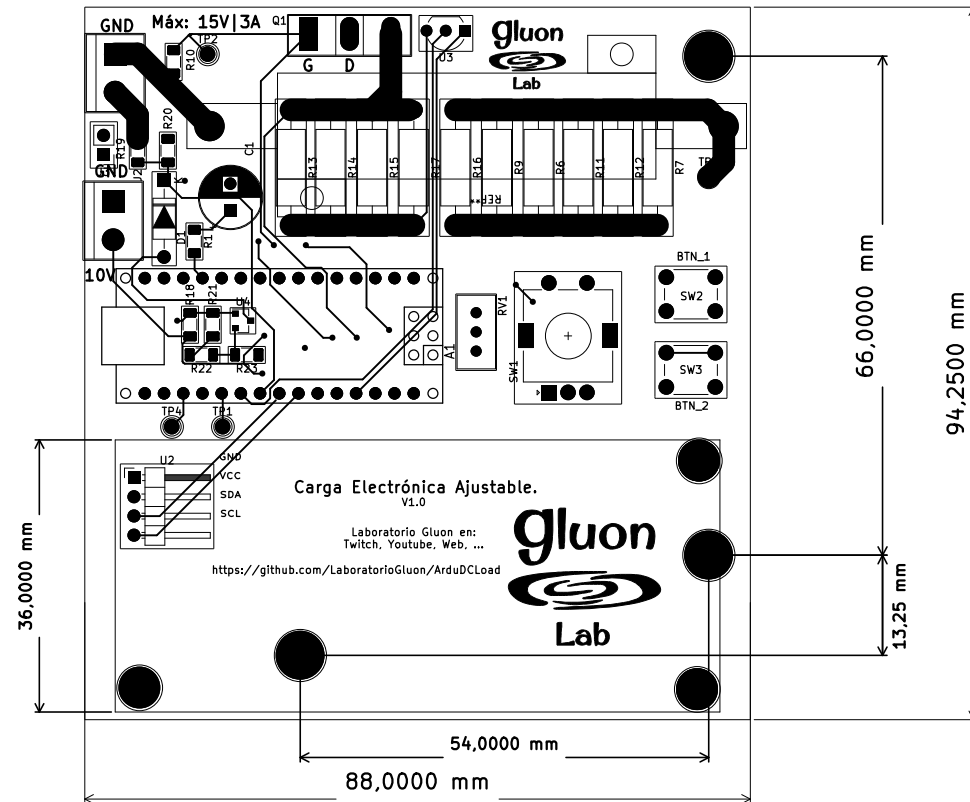 Máx: 15V|3A
Q1
GND
TP2
R10
G D
U3
gluon
Lab
R20
R19
C1
GND
K
J2
R13
R14
R15
R17
R16
R9
R6
R11
R12
R7
REF**
D1
R1
10V
BTN_1
SW2
R18
R21
U4
RV1
A1
SW1
SW3
R22
R23
BTN_2
TP4
TP1
66,0000 mm
94,2500 mm
U2
GND
VCC
SDA
SCL
Carga Electrónica Ajustable.
V1.0
Laboratorio Gluon en:
Twitch, Youtube, Web, ...
https://github.com/LaboratorioGluon/ArduDCLoad
gluon
Lab
36,0000 mm
13,25 mm
54,0000 mm
88,0000 mm